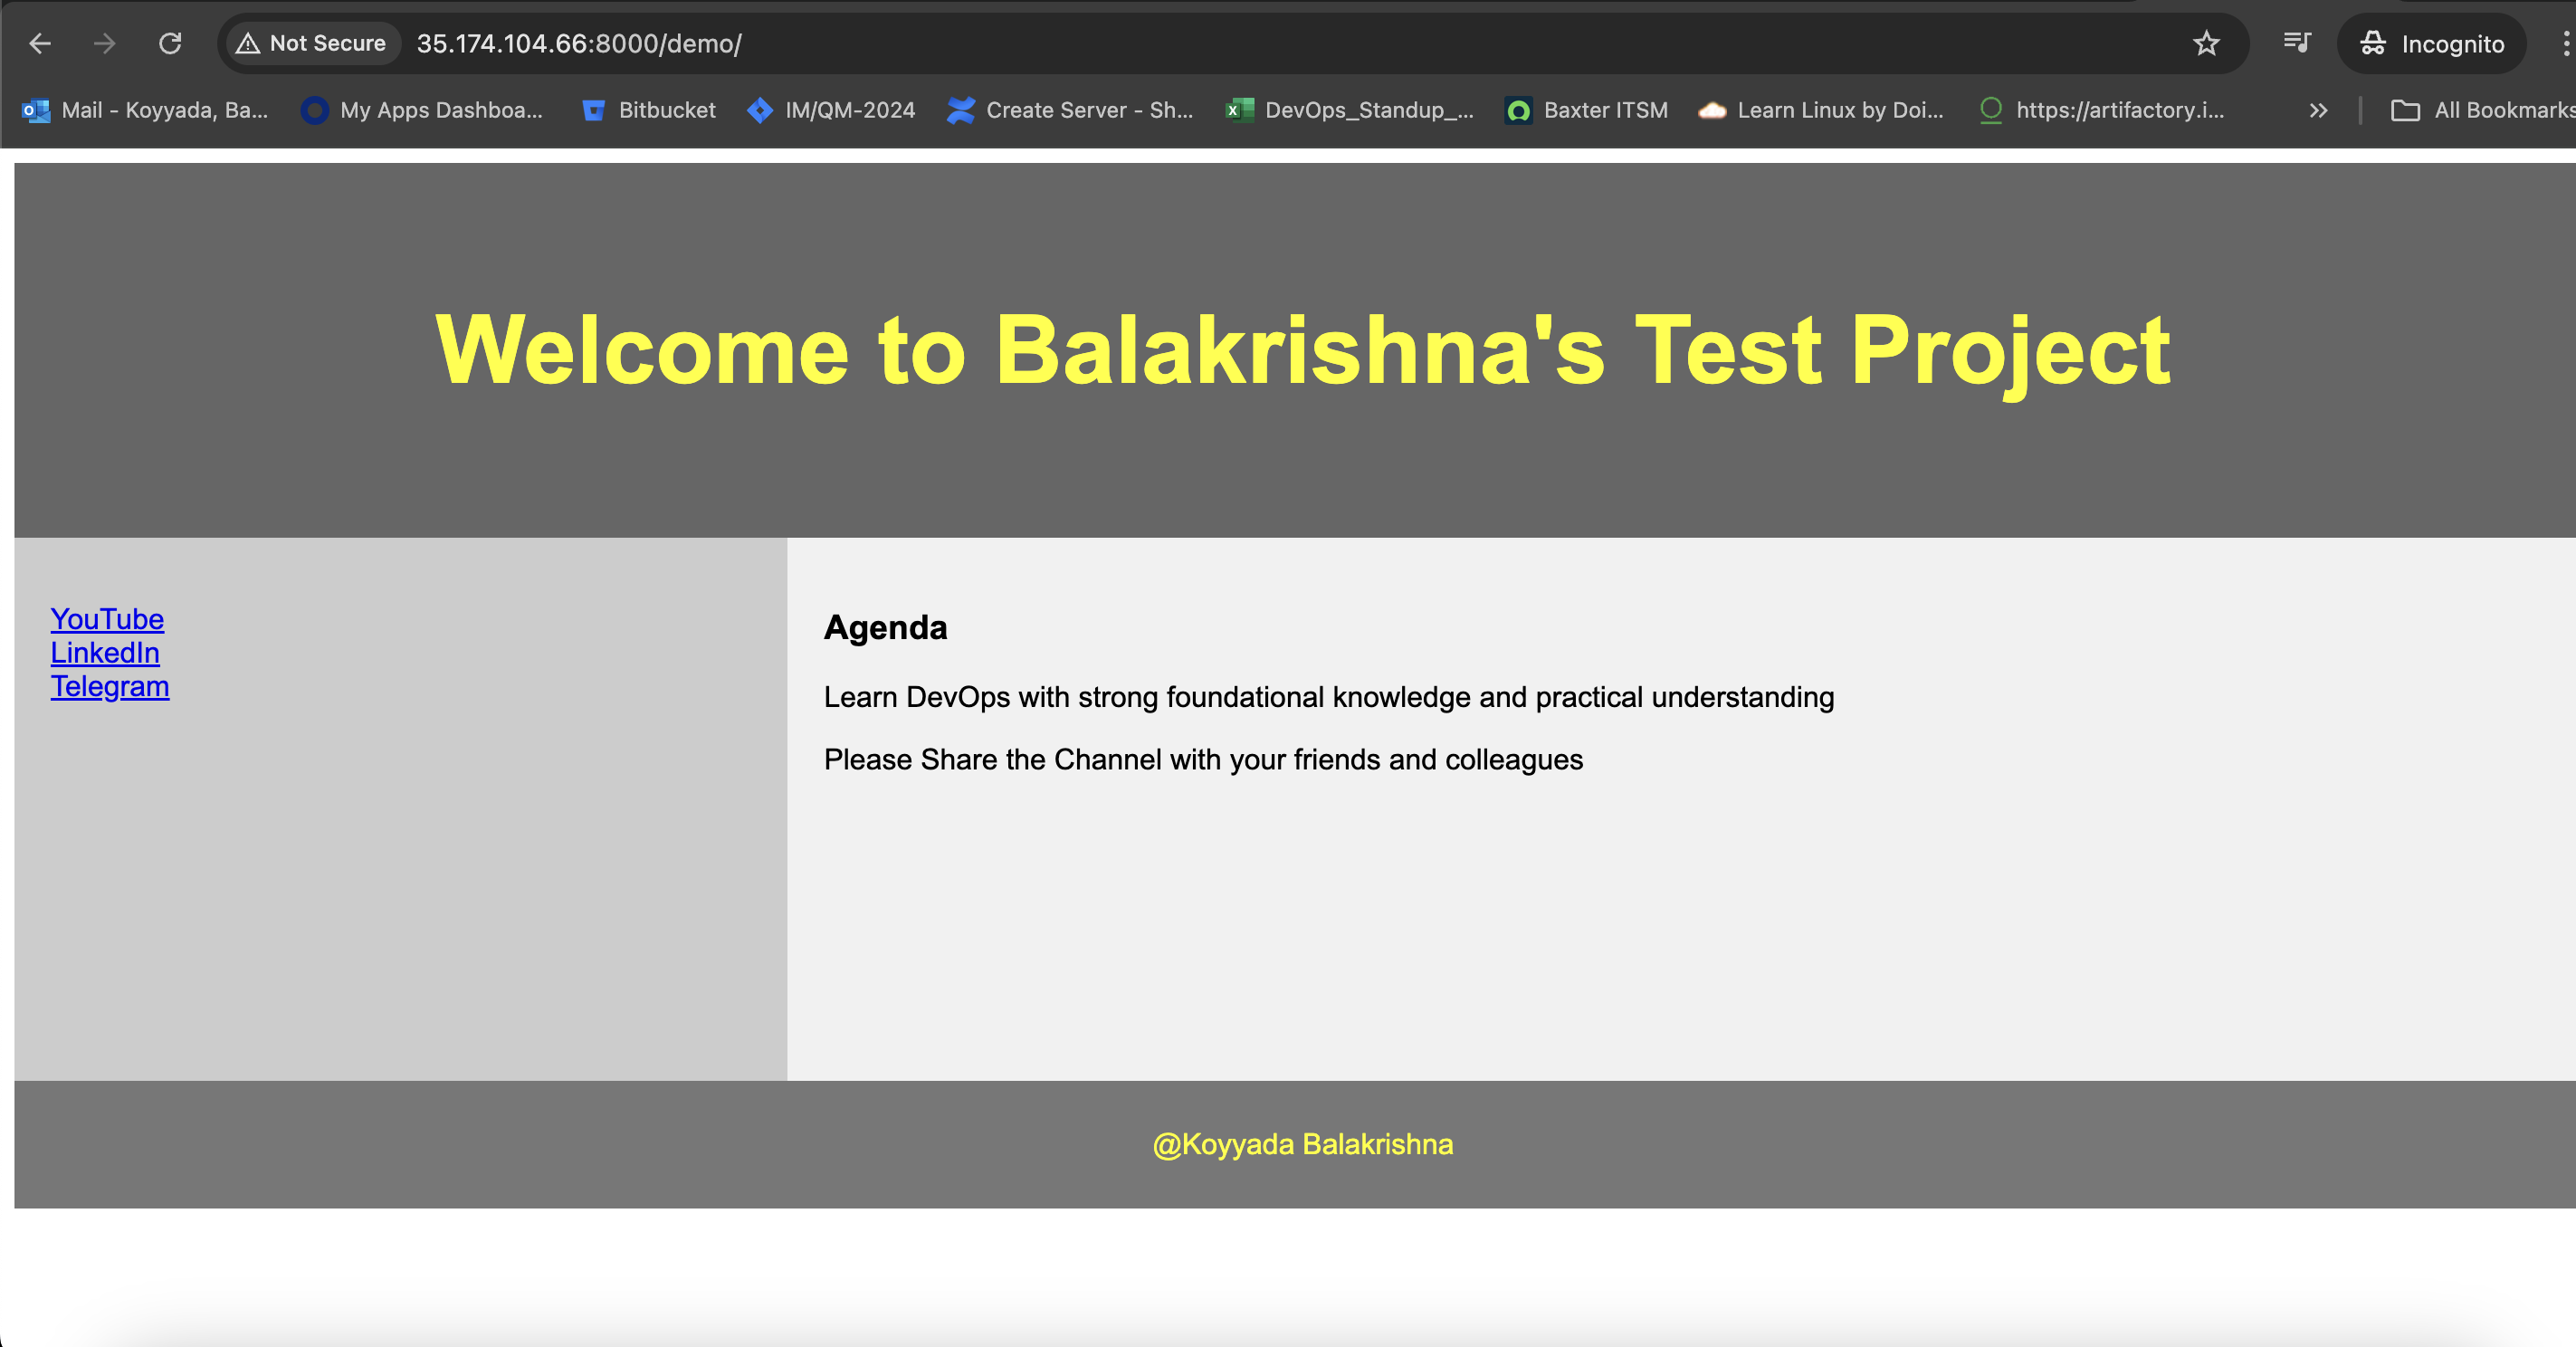 Not Secure 35.174.104.66:8000/demo/ Incognito
Mail - Koyyada, Ba... My Apps Dashboa... Bitbucket IM/QM-2024 Create Server - Sh... DevOps_Standup_... Baxter ITSM Learn Linux by Doi... https://artifactory.i... All Bookmarks
Welcome to Balakrishna's Test Project
YouTube
LinkedIn
Telegram
Agenda
Learn DevOps with strong foundational knowledge and practical understanding
Please Share the Channel with your friends and colleagues
@Koyyada Balakrishna